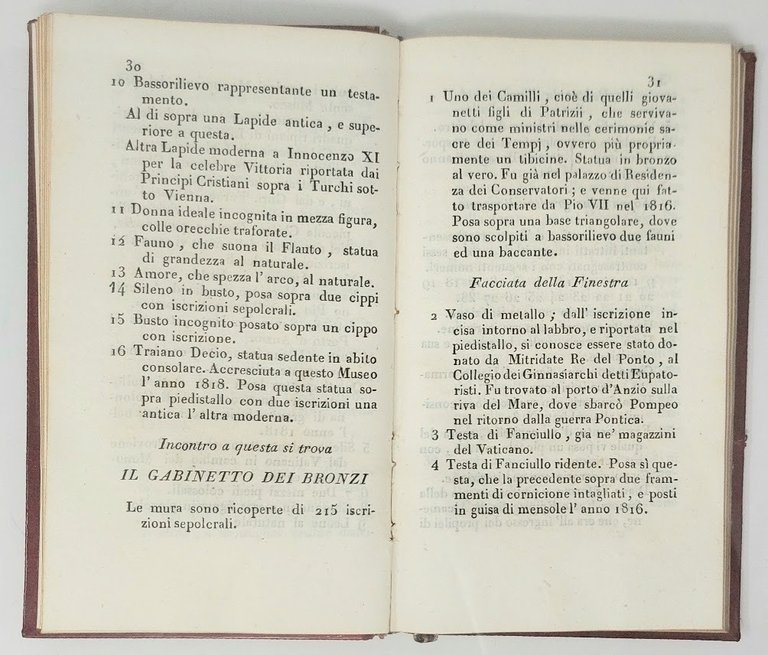 30
10 Bassorilievo rappresentante un testa-
mento.
Al di sopra una Lapide antica, e supe-
riore a questa.
Altra Lapide moderna a Innocenzo XI
per la celebre Vittoria riportata dai
Principi Cristiani sopra i Turchi sot-
to Vienna.
11 Donna ideale incognita in mezza figura,
colle orecchie traforate.
12 Fauno, che suona il Flauto, statua
di grandezza al naturale.
13 Amore, che spezza l' arco, al naturale.
14 Sileno in busto, posa sopra due cippi
con iscrizioni sepolcrali.
15 Busto incognito posato sopra un cippo
con iscrizione.
16 Traiano Decio, statua sedente in abito
consolare. Accresciuta a questo Museo
l' anno 1818. Posa questa statua so-
pra piedistallo con due iscrizioni una
antica l' altra moderna.
Incontro a questa si trova
IL GABINETTO DEI BRONZI
Le mura sono ricoperte di 215 iscri-
zioni sepolcrali.
31
1 Uno dei Camilli, cioè di quelli giova-
netti figli di Patrizii, che serviva-
no come ministri nelle cerimonie sa-
cre dei Tempj, ovvero più propria-
mente un tibicine. Statua in bronzo
al vero. Fu già nel palazzo di Residen-
za dei Conservatori; e venne qui fat-
to trasportare da Pio VII nel 1816.
Posa sopra una base triangolare, dove
sono scolpiti a bassorilievo due fauni
ed una baccante.
Facciata della Finestra
2 Vaso di metallo; dall' iscrizione in-
cisa intorno al labbro, e riportata nel
piedistallo, si conosce essere stato do-
nato da Mitridate Re del Ponto, al
Collegio dei Ginnasiarchi detti Eupato-
risti. Fu trovato al porto d'Anzio sulla
riva del Mare, dove sbarcò Pompeo
nel ritorno dalla guerra Pontica.
3 Testa di Fanciullo, gia ne' magazzini
del Vaticano.
4 Testa di Fanciullo ridente. Posa sì que-
sta, che la precedente sopra due fram-
menti di cornicione intagliati, e posti
in guisa di mensole l' anno 1816.